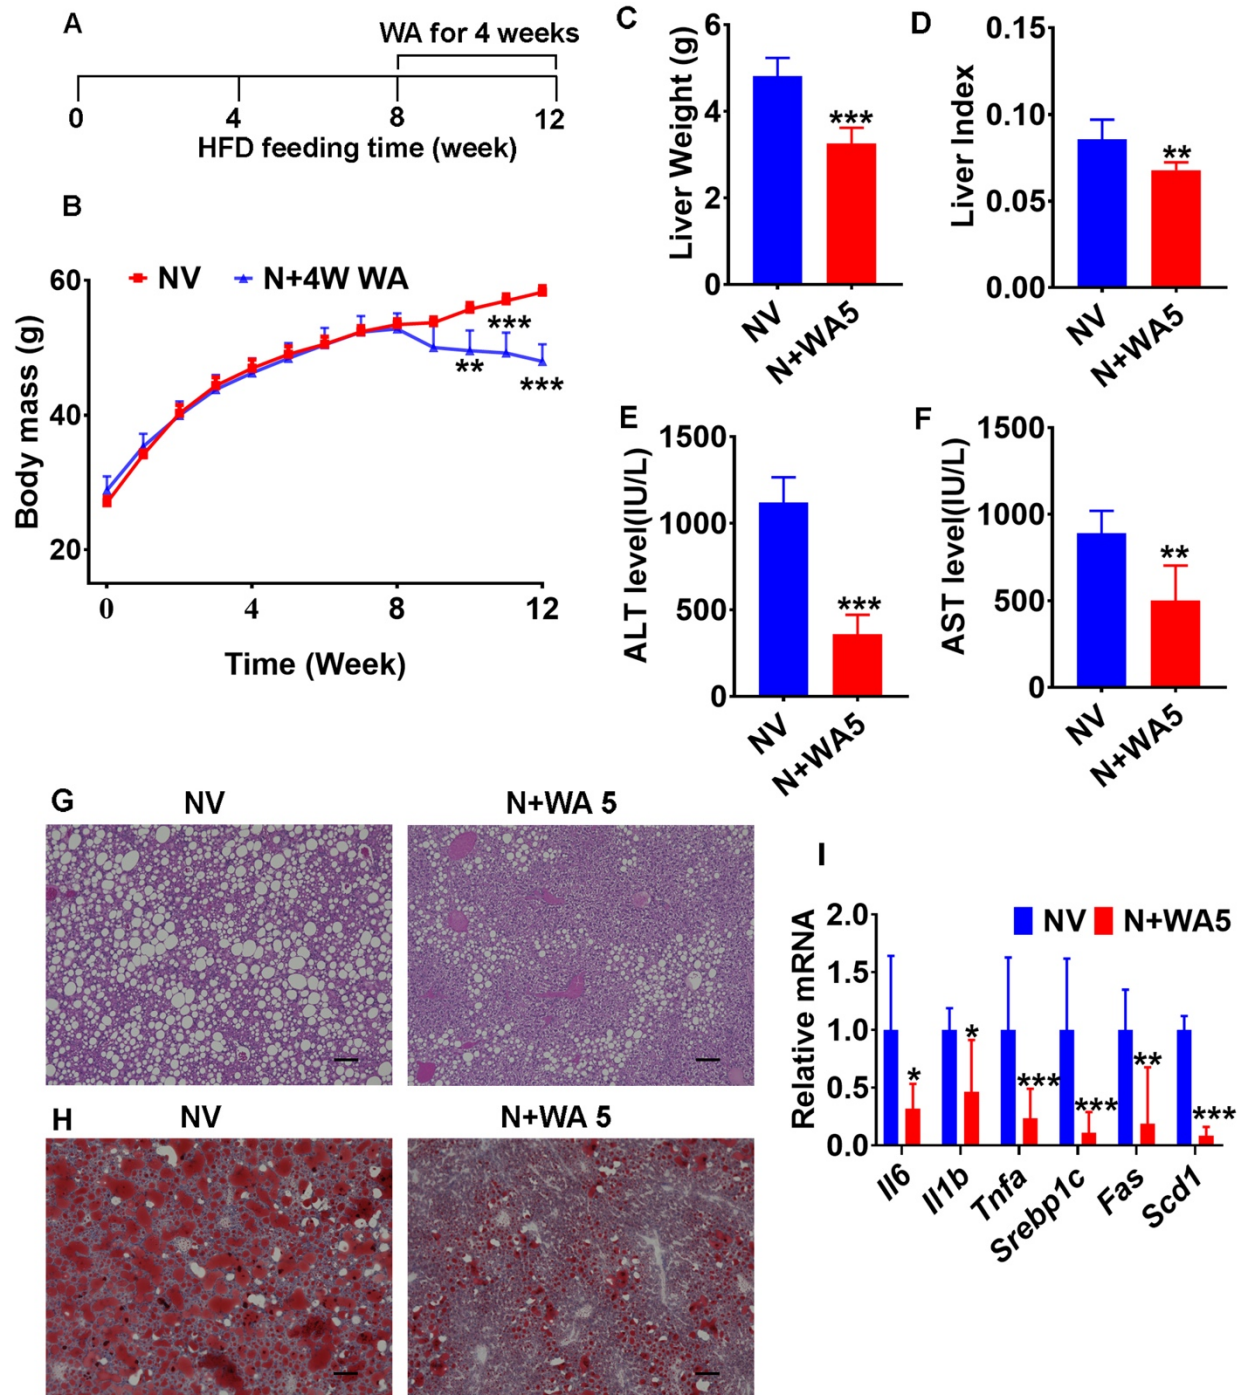 A
WA for 4 weeks
0 4 8 12
HFD feeding time (week)
B
NV N+4W WA
Body mass (g)
60
40
20
***
**
***
0 4 8 12
Time (Week)
C
Liver Weight (g)
6
4
2
0
***
NV N+WA5
D
Liver Index
0.15
0.10
0.05
0.00
**
NV N+WA5
E
ALT level(IU/L)
1500
1000
500
0
***
NV N+WA5
F
AST level(IU/L)
1500
1000
500
0
**
NV N+WA5
G
NV N+WA 5
H
NV N+WA 5
I
NV N+WA5
Relative mRNA
2.0
1.5
1.0
0.5
0.0
* * *** *** ** ***
Il6 Il1b Tnfa Srebp1c Fas Scd1